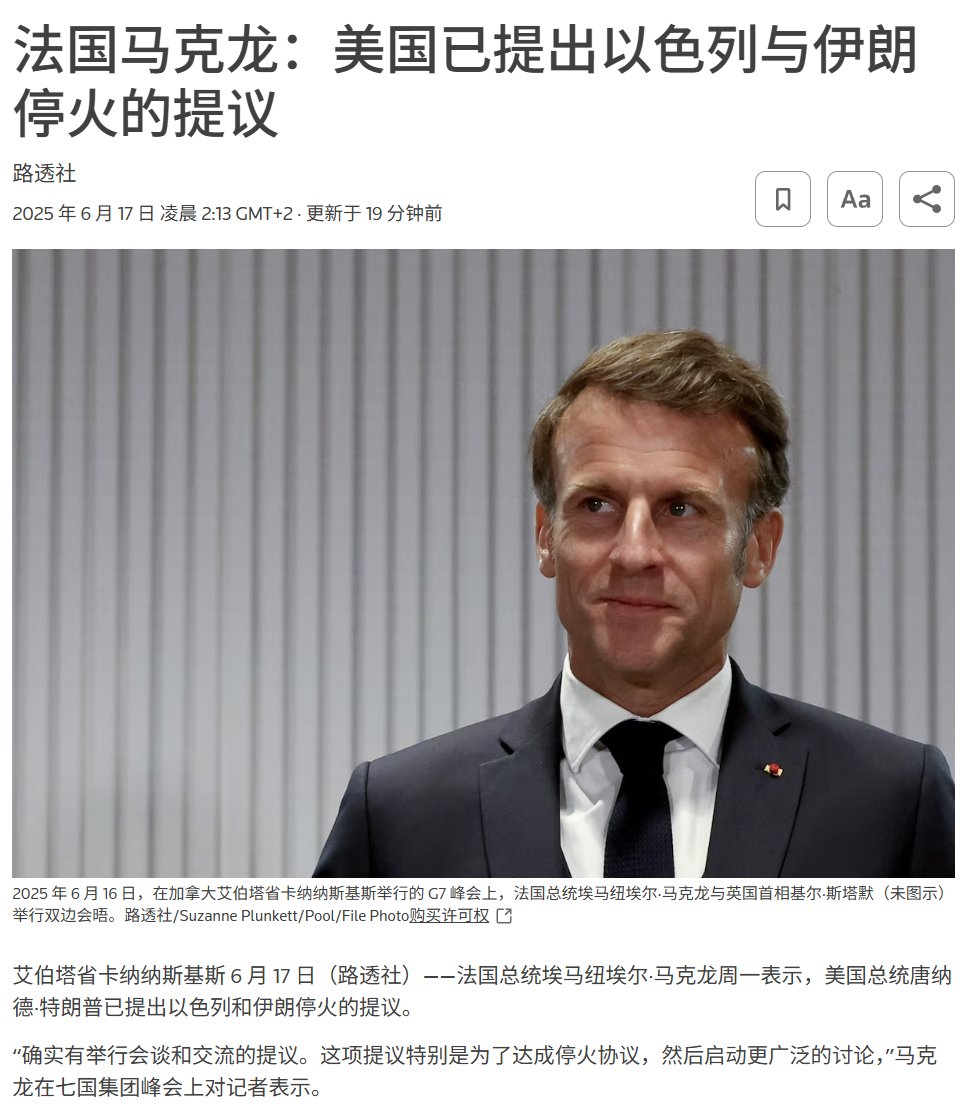 法国马克龙：美国已提出以色列与伊朗
停火的提议
路透社
2025 年 6 月 17 日 凌晨 2:13 GMT+2 · 更新于 19 分钟前
Aa
2025 年 6 月 16 日，在加拿大艾伯塔省卡纳纳斯基斯举行的 G7 峰会上，法国总统埃马纽埃尔·马克龙与英国首相基尔·斯塔默（未图示）
举行双边会晤。路透社/Suzanne Plunkett/Pool/File Photo购买许可权
艾伯塔省卡纳纳斯基斯 6 月 17 日（路透社）——法国总统埃马纽埃尔·马克龙周一表示，美国总统唐纳
德·特朗普已提出以色列和伊朗停火的提议。
“确实有举行会谈和交流的提议。这项提议特别是为了达成停火协议，然后启动更广泛的讨论，”马克
龙在七国集团峰会上对记者表示。